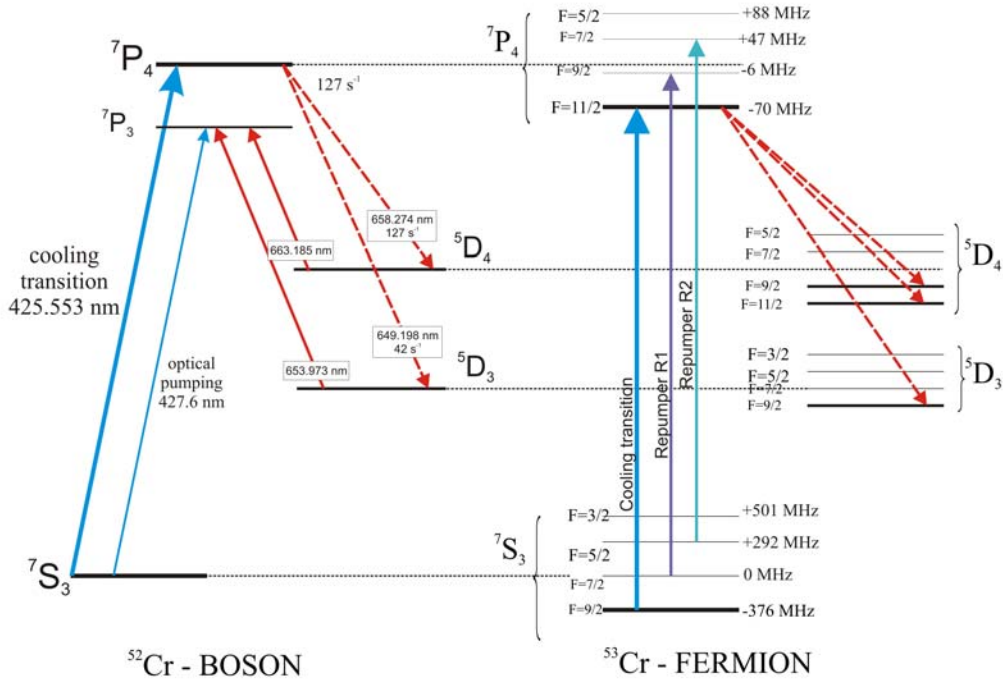 ⁷P₄
127 s⁻¹
⁷P₃
cooling
transition
425.553 nm
optical
pumping
427.6 nm
663.185 nm
658.274 nm
127 s⁻¹
⁵D₄
649.198 nm
42 s⁻¹
653.973 nm
⁵D₃
⁷S₃
⁵²Cr - BOSON
⁷P₄
F=5/2
+88 MHz
F=7/2
+47 MHz
F=9/2
-6 MHz
F=11/2
-70 MHz
Cooling transition
Repumper R1
Repumper R2
F=5/2
F=7/2
F=9/2
F=11/2
⁵D₄
F=3/2
F=5/2
F=7/2
F=9/2
⁵D₃
⁷S₃
F=3/2
+501 MHz
F=5/2
+292 MHz
F=7/2
0 MHz
F=9/2
-376 MHz
⁵³Cr - FERMION